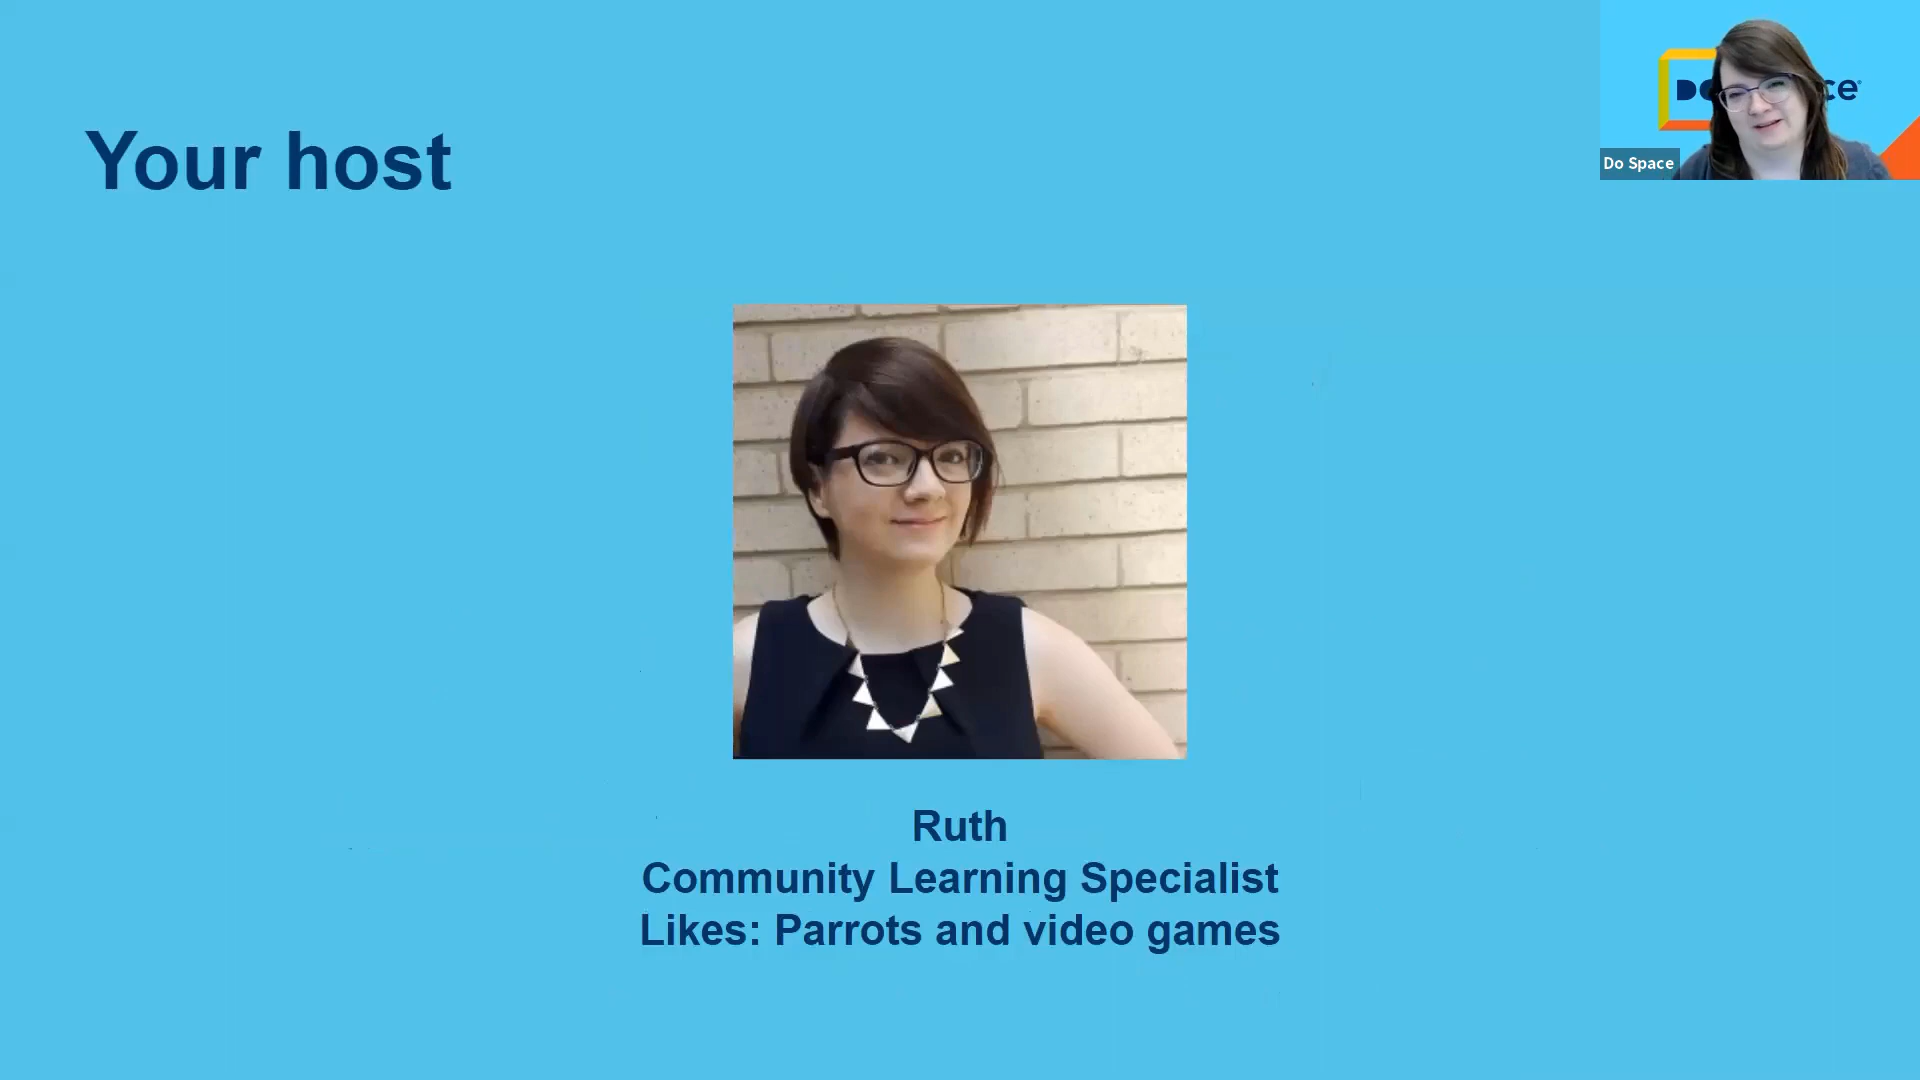 Your host
Do Space
Ruth
Community Learning Specialist
Likes: Parrots and video games